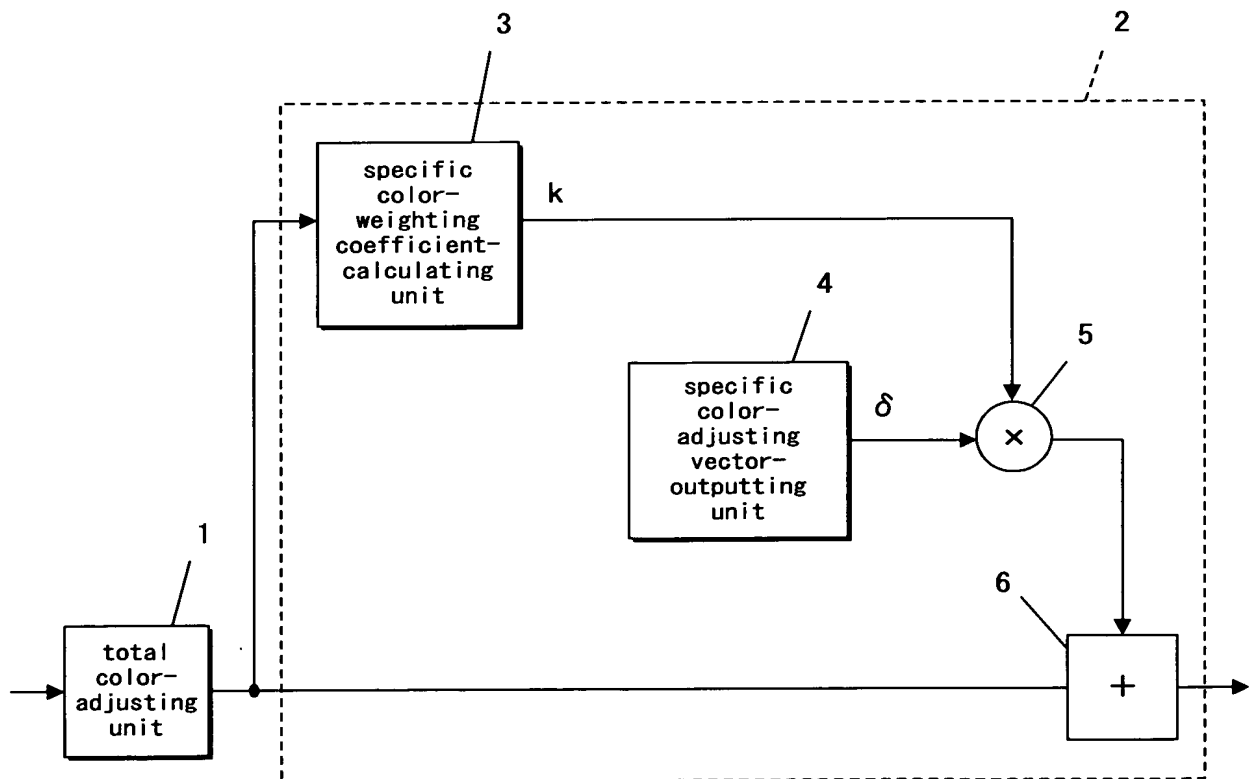 3
2
specific
color-
weighting
coefficient-
calculating
unit
k
4
specific
color-
adjusting
vector-
outputting
unit
δ
5
×
1
total
color-
adjusting
unit
6
+